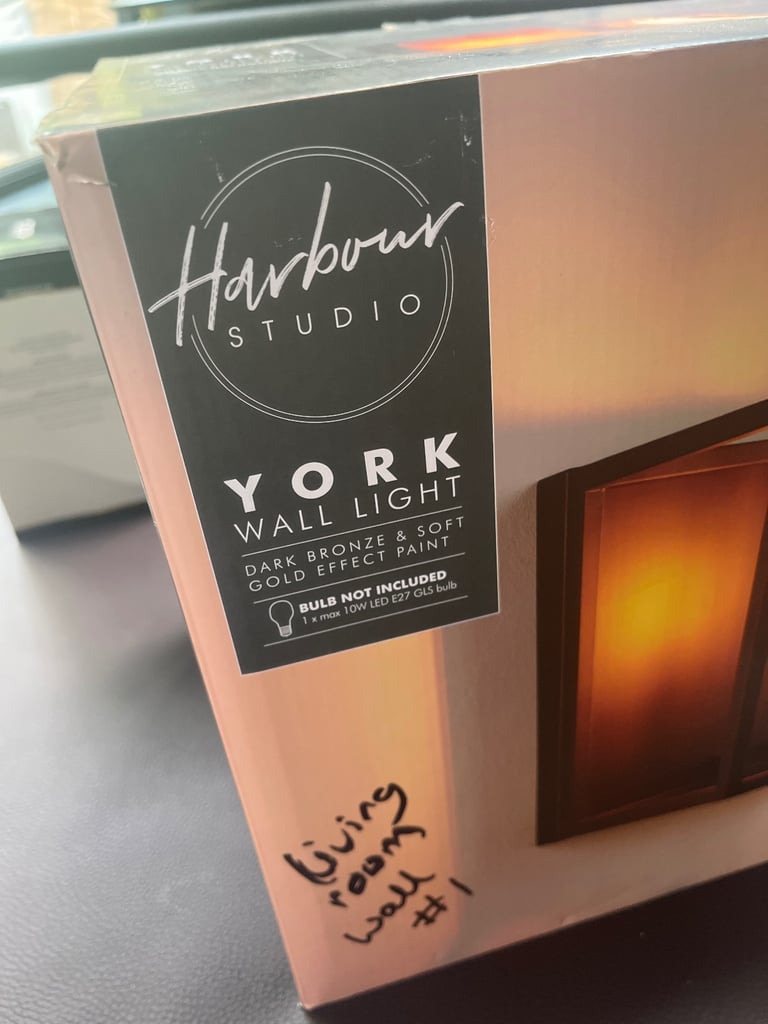 Harbour
STUDIO
YORK
WALL LIGHT
DARK BRONZE & SOFT
GOLD EFFECT PAINT
BULB NOT INCLUDED
1 x max 10W LED E27 GLS bulb
Living
room
wall
#1